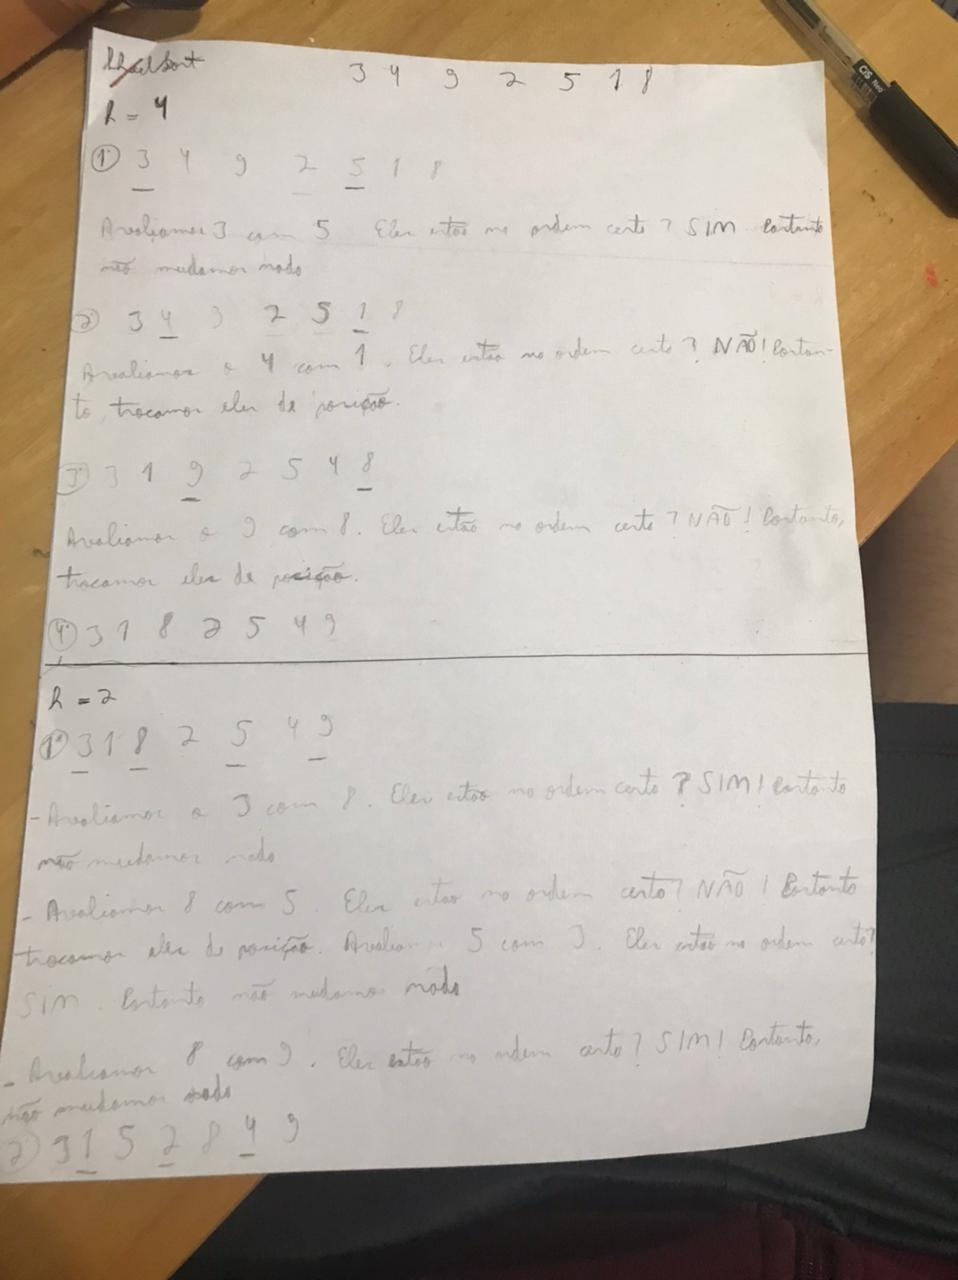 ShellSort 3 4 9 2 5 1 8
h = 4
1º 3 4 9 2 5 1 8
Avaliamos 3 com 5 Eles estão na ordem certa? SIM. Portanto
não mudamos nada
2º 3 4 9 2 5 1 8
Avaliamos o 4 com 1. Eles estão na ordem certa? NÃO! Portan-
to, trocamos eles de posição.
3º 3 1 9 2 5 4 8
Avaliamos o 9 com 8. Eles estão na ordem certa? NÃO! Portanto,
trocamos eles de posição.
4º 3 1 8 2 5 4 9
h = 2
1º 3 1 8 2 5 4 9
- Avaliamos o 3 com 8. Eles estão na ordem certa? SIM! Portanto
não mudamos nada
- Avaliamos 8 com 5. Eles estão na ordem certa? NÃO! Portanto
trocamos eles de posição. Avaliamos 5 com 3. Eles estão na ordem certa?
SIM. Portanto não mudamos nada
- Avaliamos 8 com 9. Eles estão na ordem certa? SIM! Portanto,
não mudamos nada
2) 3 1 5 2 8 4 9
CiS Neo